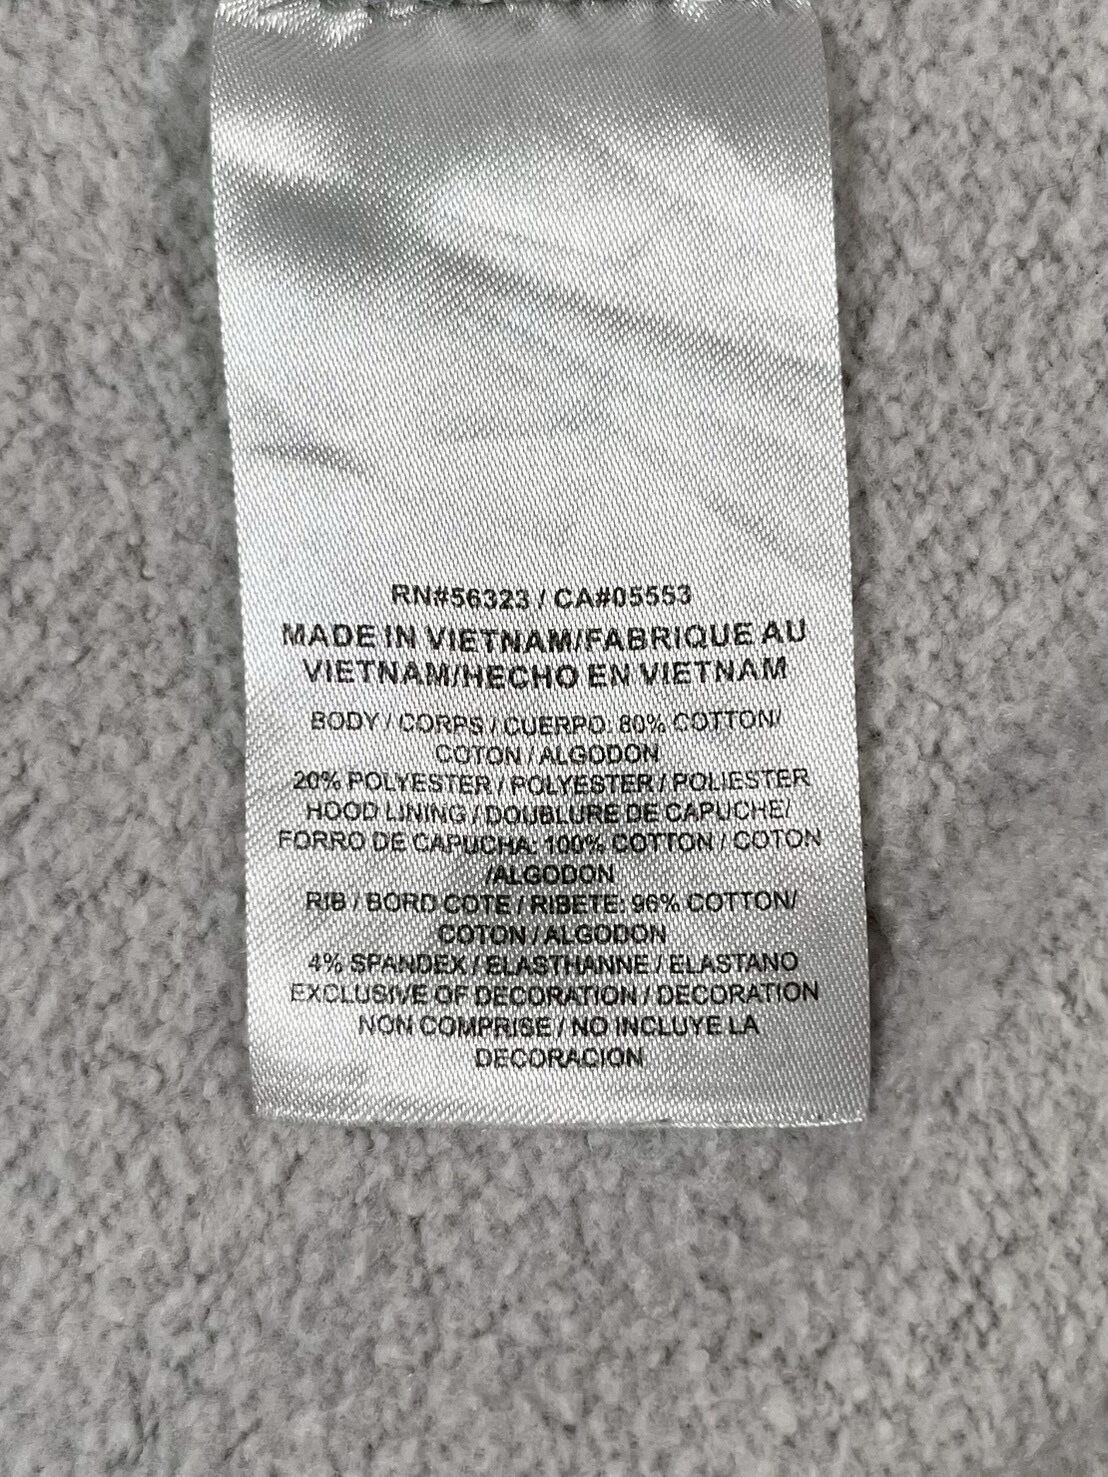 RN#56323 / CA#05553
MADE IN VIETNAM/FABRIQUE AU
VIETNAM/HECHO EN VIETNAM
BODY / CORPS / CUERPO: 80% COTTON/
COTON / ALGODON
20% POLYESTER / POLYESTER / POLIESTER
HOOD LINING / DOUBLURE DE CAPUCHE/
FORRO DE CAPUCHA: 100% COTTON / COTON
/ALGODON
RIB / BORD COTE / RIBETE: 96% COTTON/
COTON / ALGODON
4% SPANDEX / ELASTHANNE / ELASTANO
EXCLUSIVE OF DECORATION / DECORATION
NON COMPRISE / NO INCLUYE LA
DECORACION